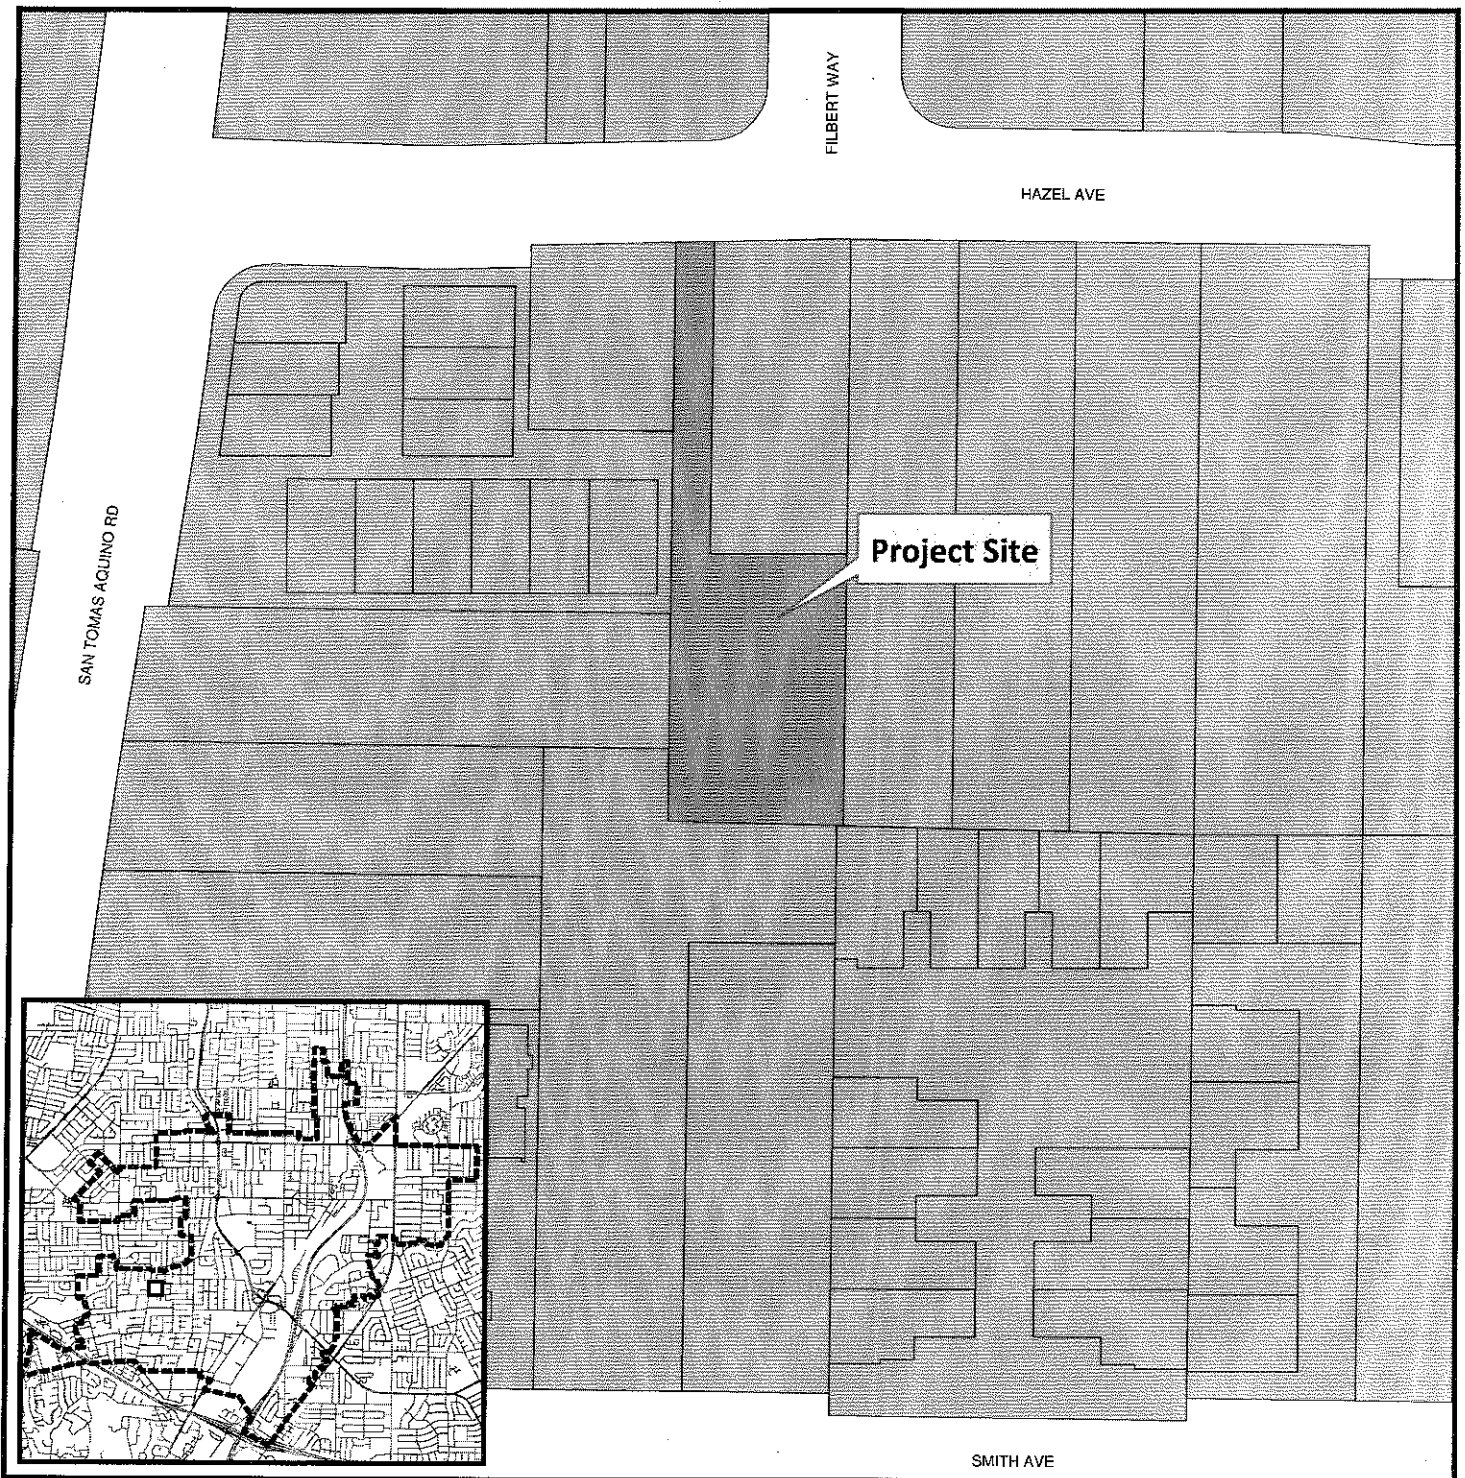 FILBERT WAY
HAZEL AVE
SAN TOMAS AQUINO RD
Project Site
SMITH AVE